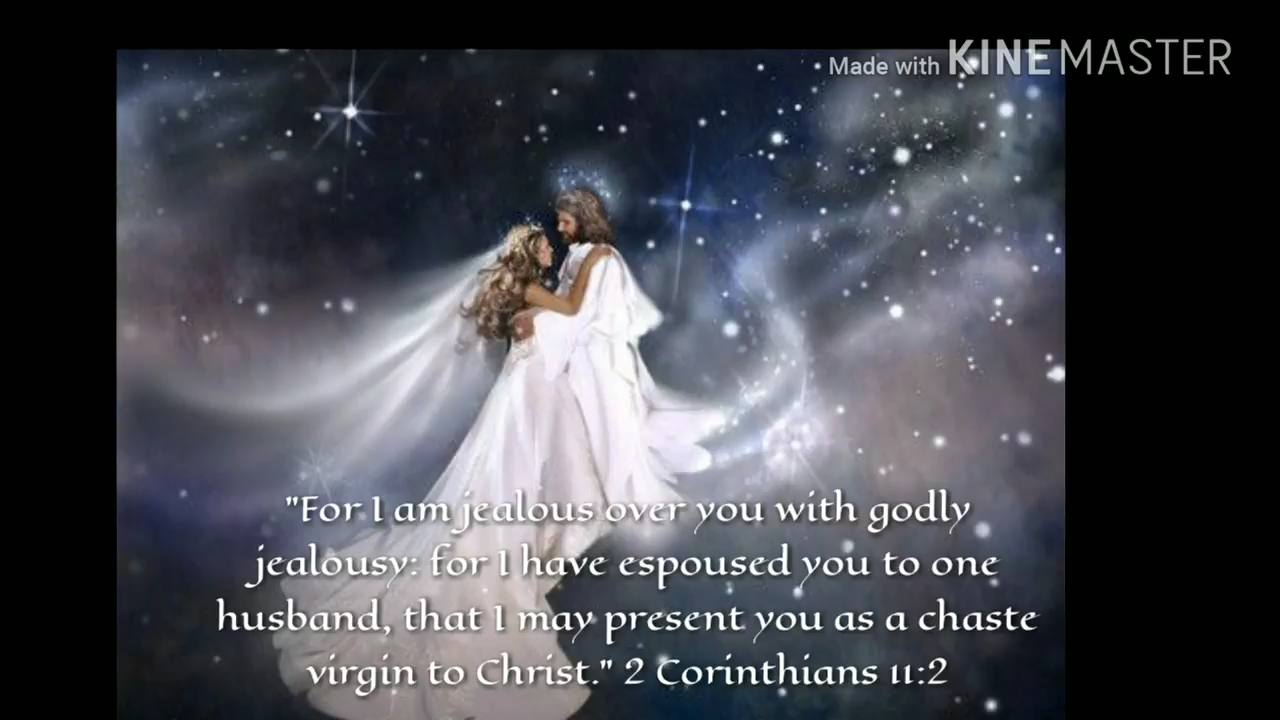 Made with KINEMASTER
"For I am jealous over you with godly
jealousy: for I have espoused you to one
husband, that I may present you as a chaste
virgin to Christ." 2 Corinthians 11:2